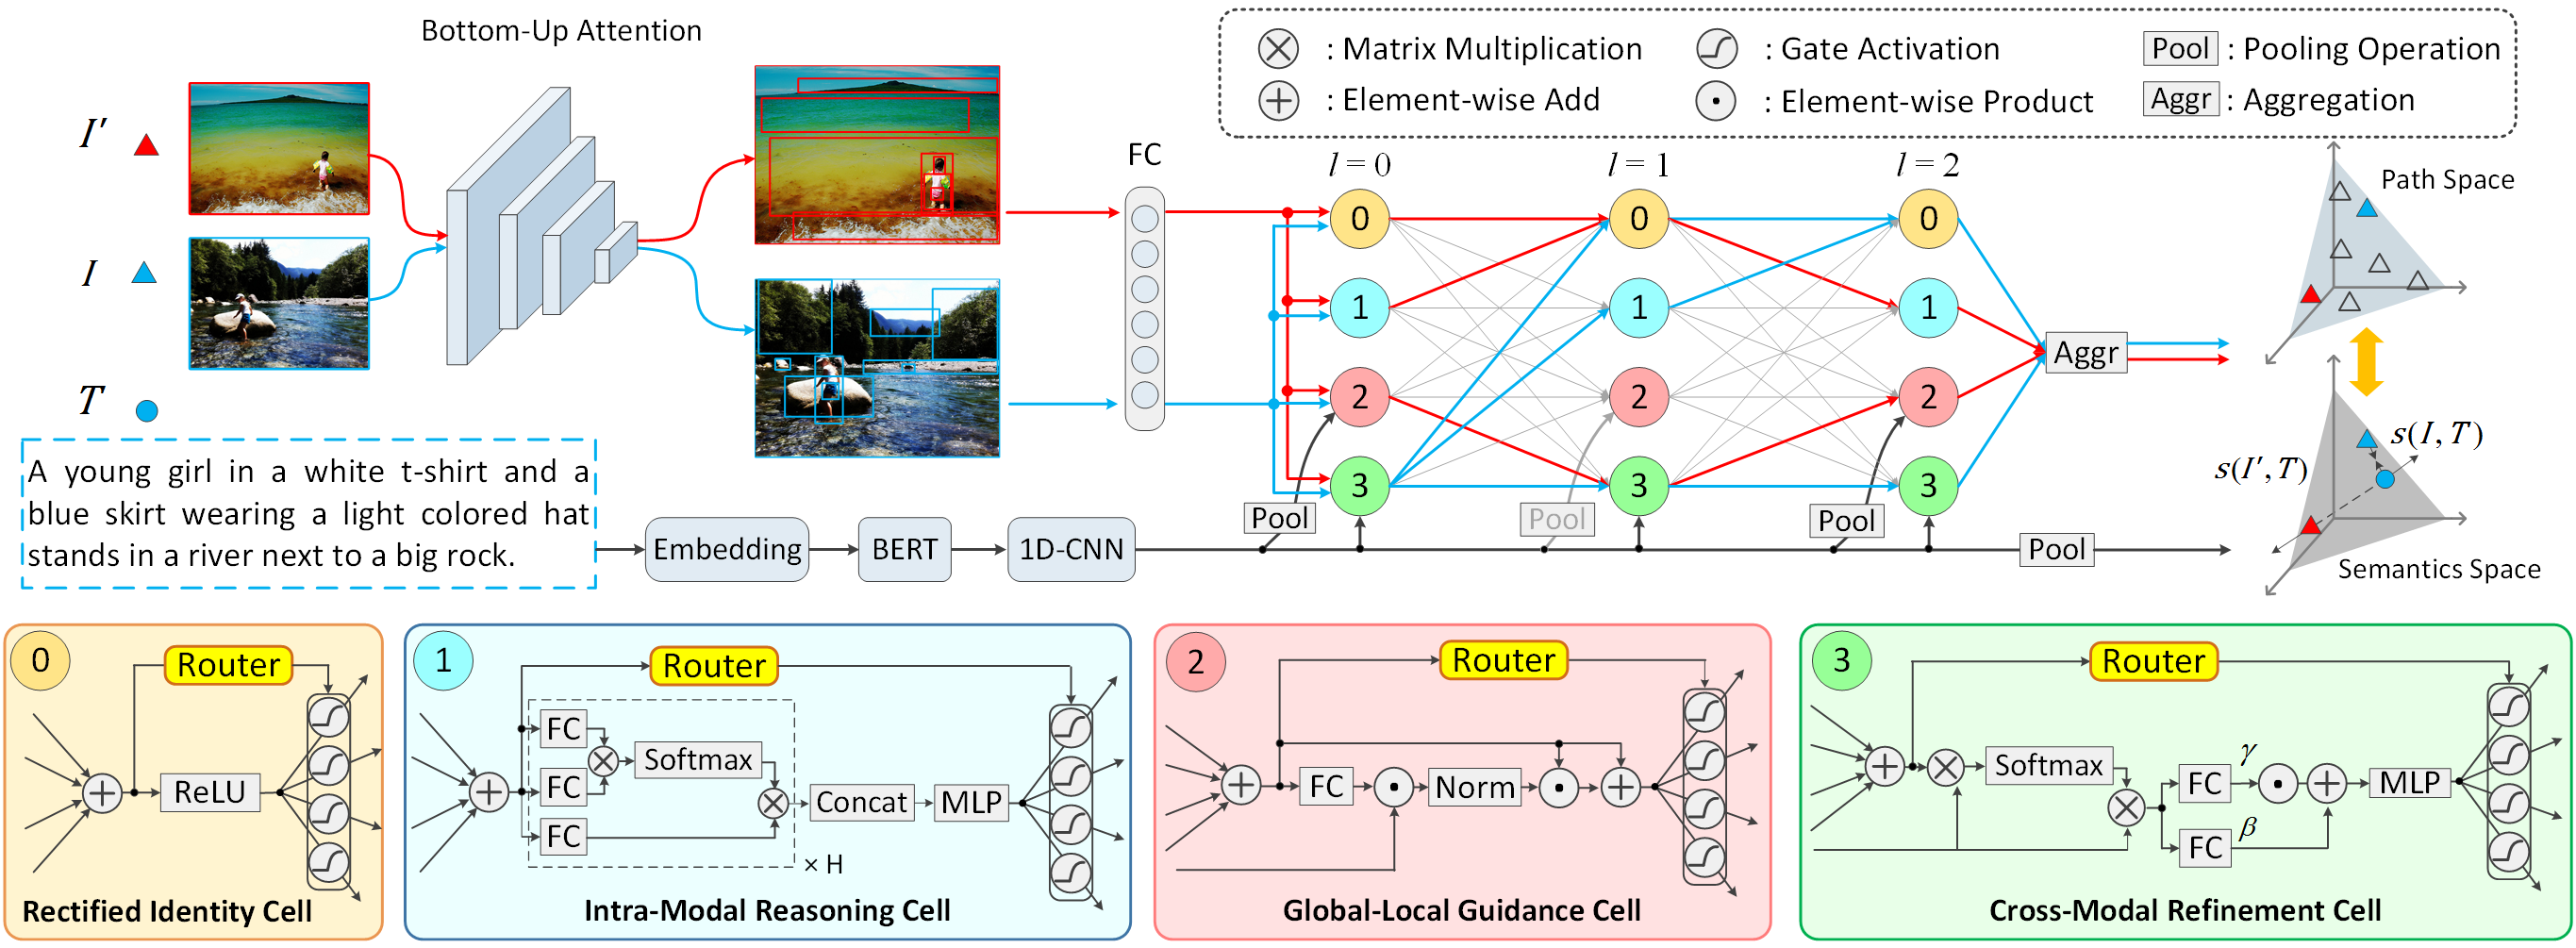 Bottom-Up Attention
⊗ : Matrix Multiplication
: Gate Activation
Pool : Pooling Operation
⊕ : Element-wise Add
⊙ : Element-wise Product
Aggr : Aggregation
I′
I
T
A young girl in a white t-shirt and a
blue skirt wearing a light colored hat
stands in a river next to a big rock.
Embedding
BERT
1D-CNN
FC
l = 0
l = 1
l = 2
0
0
0
1
1
1
2
2
2
3
3
3
Pool
Pool
Pool
Pool
Aggr
Path Space
s(I, T)
s(I′, T)
Semantics Space
0
Router
ReLU
Rectified Identity Cell
1
Router
FC
FC
FC
Softmax
Concat
MLP
× H
Intra-Modal Reasoning Cell
2
Router
FC
Norm
Global-Local Guidance Cell
3
Router
Softmax
FC
γ
FC
β
MLP
Cross-Modal Refinement Cell